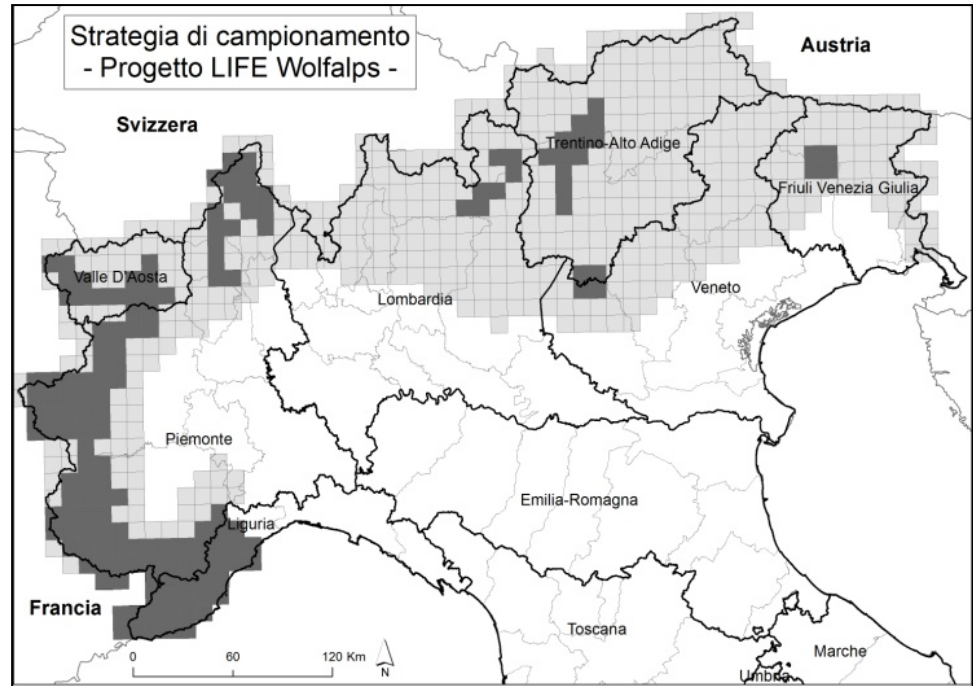 Strategia di campionamento
- Progetto LIFE Wolfalps -
Austria
Svizzera
Trentino-Alto Adige
Friuli Venezia Giulia
Valle D'Aosta
Lombardia
Veneto
Piemonte
Emilia-Romagna
Liguria
Francia
Toscana
Marche
Umbria
0 60 120 Km
N